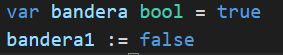 var bandera bool = true
bandera1 := false